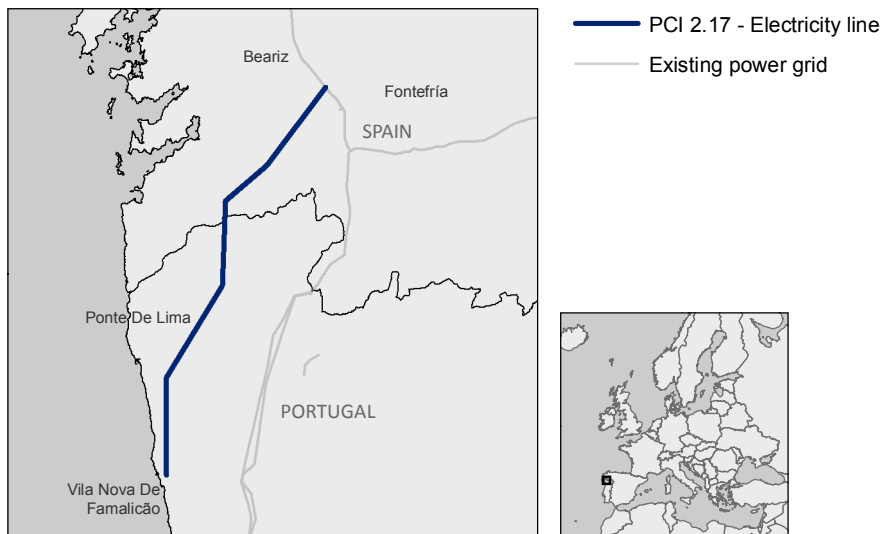 PCI 2.17 - Electricity line
Existing power grid
Beariz
Fontefría
SPAIN
Ponte De Lima
PORTUGAL
Vila Nova De
Famalicão